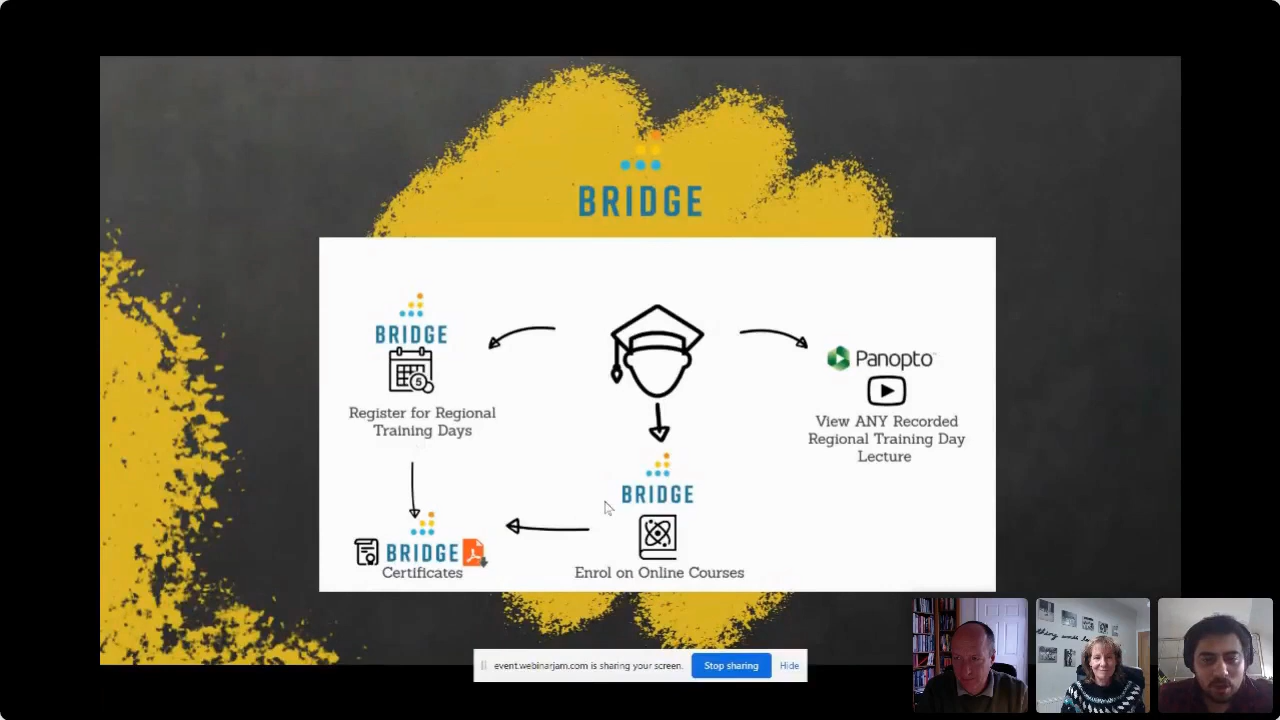 BRIDGE
BRIDGE
Register for Regional
Training Days
Panopto
View ANY Recorded
Regional Training Day
Lecture
BRIDGE
Enrol on Online Courses
BRIDGE
Certificates
event.webinarjam.com is sharing your screen.
Stop sharing
Hide